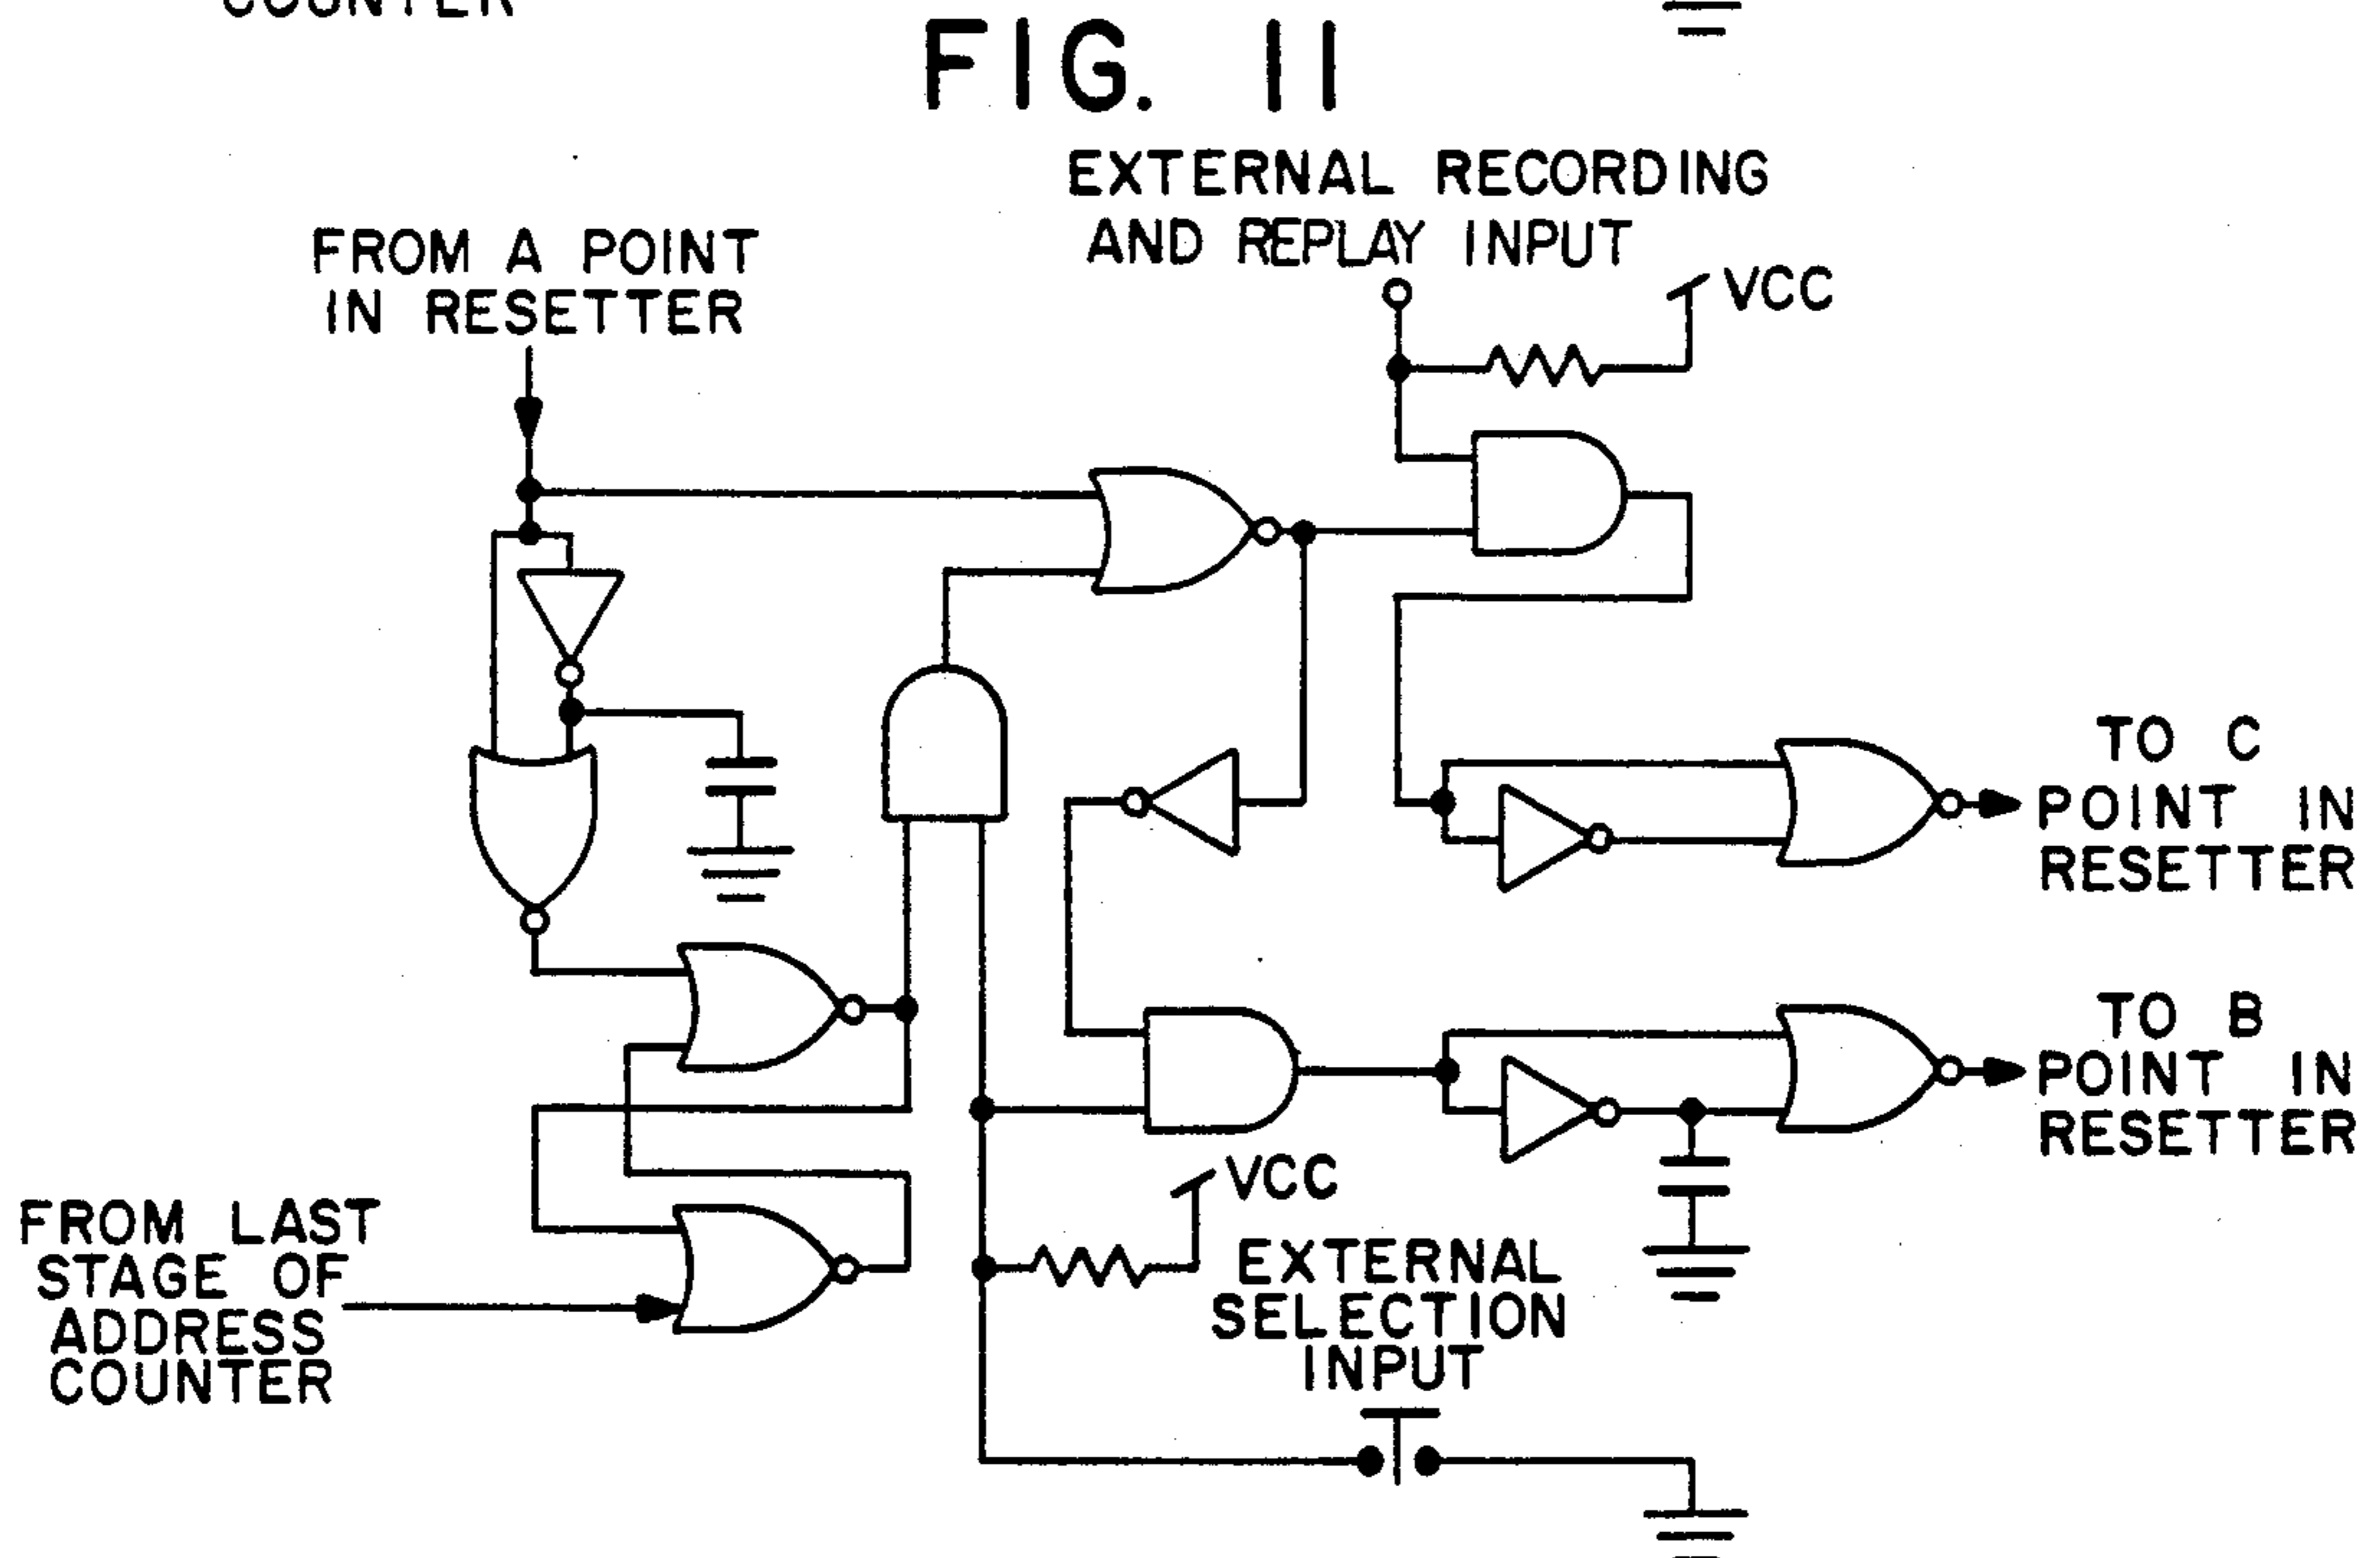 COUNTER
FIG. 11
EXTERNAL RECORDING
AND REPLAY INPUT
FROM A POINT
IN RESETTER
VCC
TO C
POINT IN
RESETTER
TO B
POINT IN
RESETTER
VCC
FROM LAST
STAGE OF
ADDRESS
COUNTER
EXTERNAL
SELECTION
INPUT